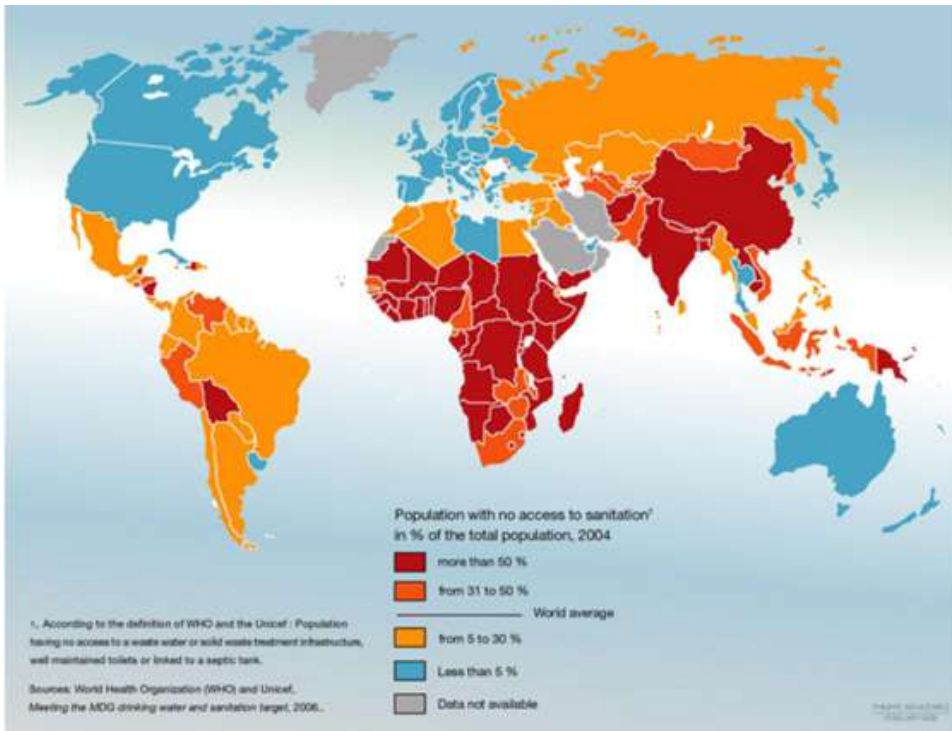 Population with no access to sanitation¹
in % of the total population, 2004
more than 50 %
from 31 to 50 %
World average
from 5 to 30 %
Less than 5 %
Data not available
1. According to the definition of WHO and the Unicef : Population
having no access to a waste water or solid waste treatment infrastructure,
well maintained toilets or linked to a septic tank.
Sources: World Health Organization (WHO) and Unicef,
Meeting the MDG drinking water and sanitation target, 2006..